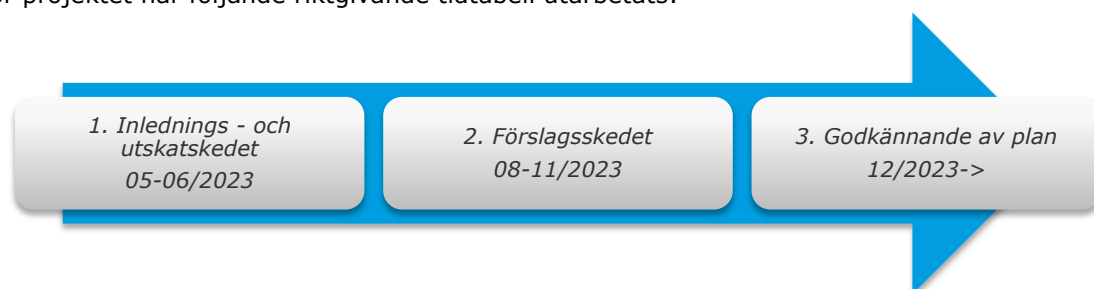 projektet har följande riktgivande tidtabell utarbetats:
1. Inlednings - och
utskatskedet
05-06/2023
2. Förslagsskedet
08-11/2023
3. Godkännande av plan
12/2023->